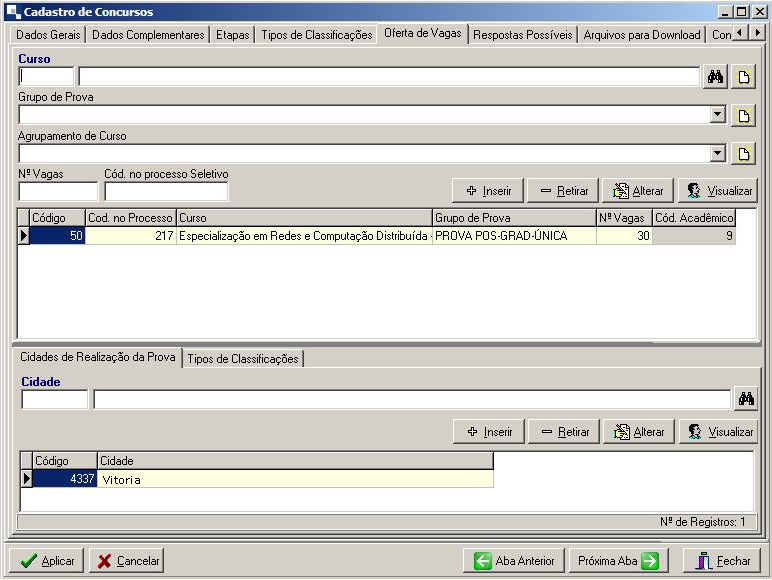 Cadastro de Concursos
Dados Gerais Dados Complementares Etapas Tipos de Classificações Oferta de Vagas Respostas Possíveis Arquivos para Download Con
Curso
Grupo de Prova
Agrupamento de Curso
Nº Vagas Cód. no processo Seletivo
Inserir Retirar Alterar Visualizar
Código Cod. no Processo Curso Grupo de Prova Nº Vagas Cód. Acadêmico
50 217 Especialização em Redes e Computação Distribuída - PROVA POS-GRAD-ÚNICA 30 9
Cidades de Realização da Prova Tipos de Classificações
Cidade
Inserir Retirar Alterar Visualizar
Código Cidade
4337 Vitoria
Nº de Registros: 1
Aplicar Cancelar Aba Anterior Próxima Aba Fechar